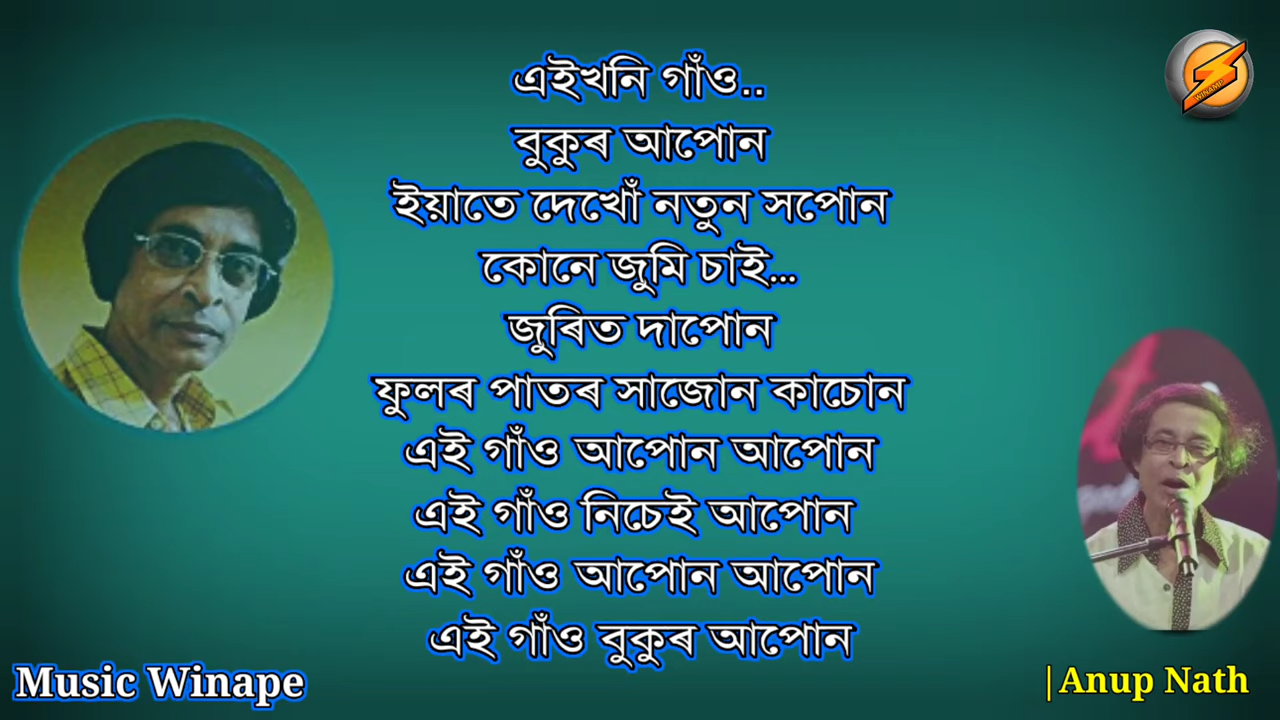 এইখনি গাঁও..
বুকুৰ আপোন
ইয়াতে দেখোঁ নতুন সপোন
কোনে জুমি চাই...
জুৰিত দাপোন
ফুলৰ পাতৰ সাজোন কাচোন
এই গাঁও আপোন আপোন
এই গাঁও নিচেই আপোন
এই গাঁও আপোন আপোন
এই গাঁও বুকুৰ আপোন
WINAMP
Music Winape
|Anup Nath